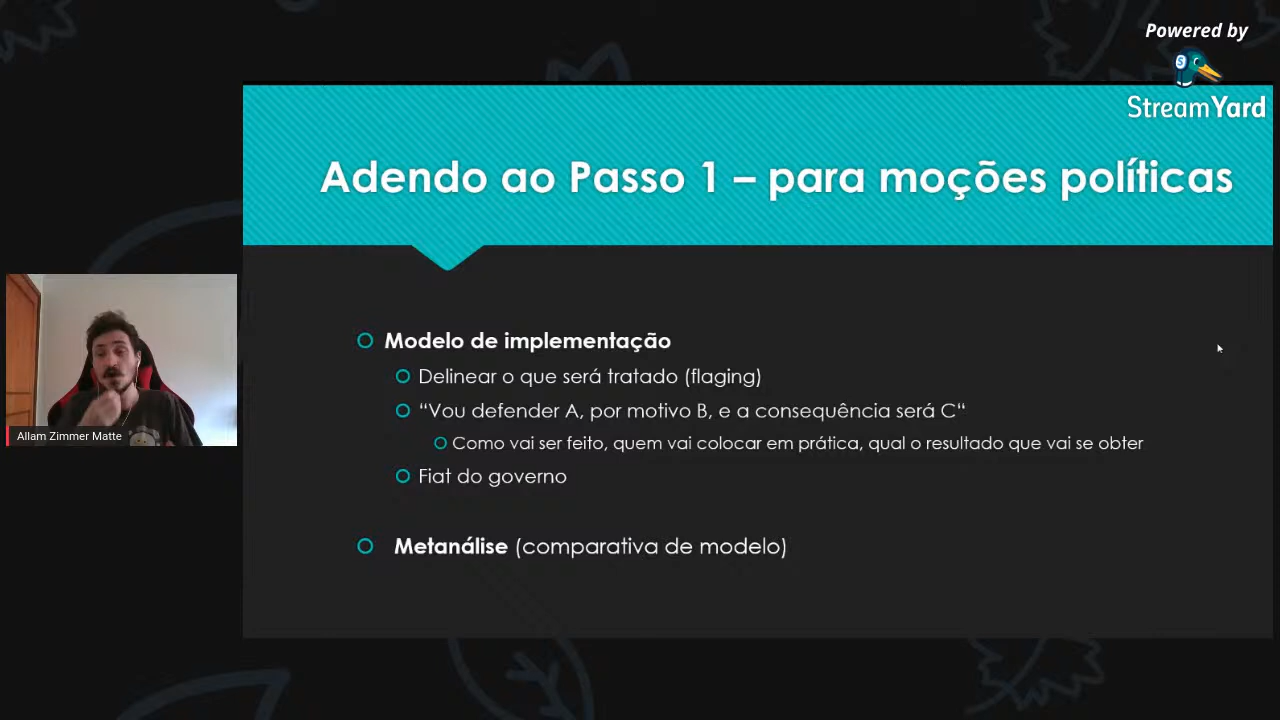 Powered by
StreamYard
Adendo ao Passo 1 – para moções políticas
Modelo de implementação
Delinear o que será tratado (flaging)
“Vou defender A, por motivo B, e a consequência será C“
Como vai ser feito, quem vai colocar em prática, qual o resultado que vai se obter
Fiat do governo
Metanálise (comparativa de modelo)
Allam Zimmer Matte